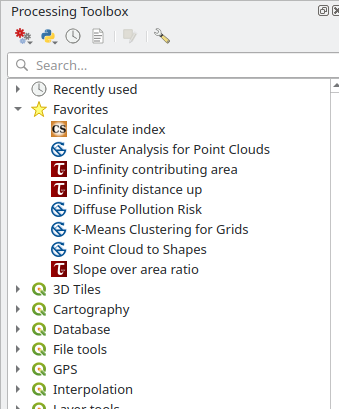 Processing Toolbox
Search...
Recently used
Favorites
CS Calculate index
Cluster Analysis for Point Clouds
D-infinity contributing area
D-infinity distance up
Diffuse Pollution Risk
K-Means Clustering for Grids
Point Cloud to Shapes
Slope over area ratio
3D Tiles
Cartography
Database
File tools
GPS
Interpolation
Layer tools